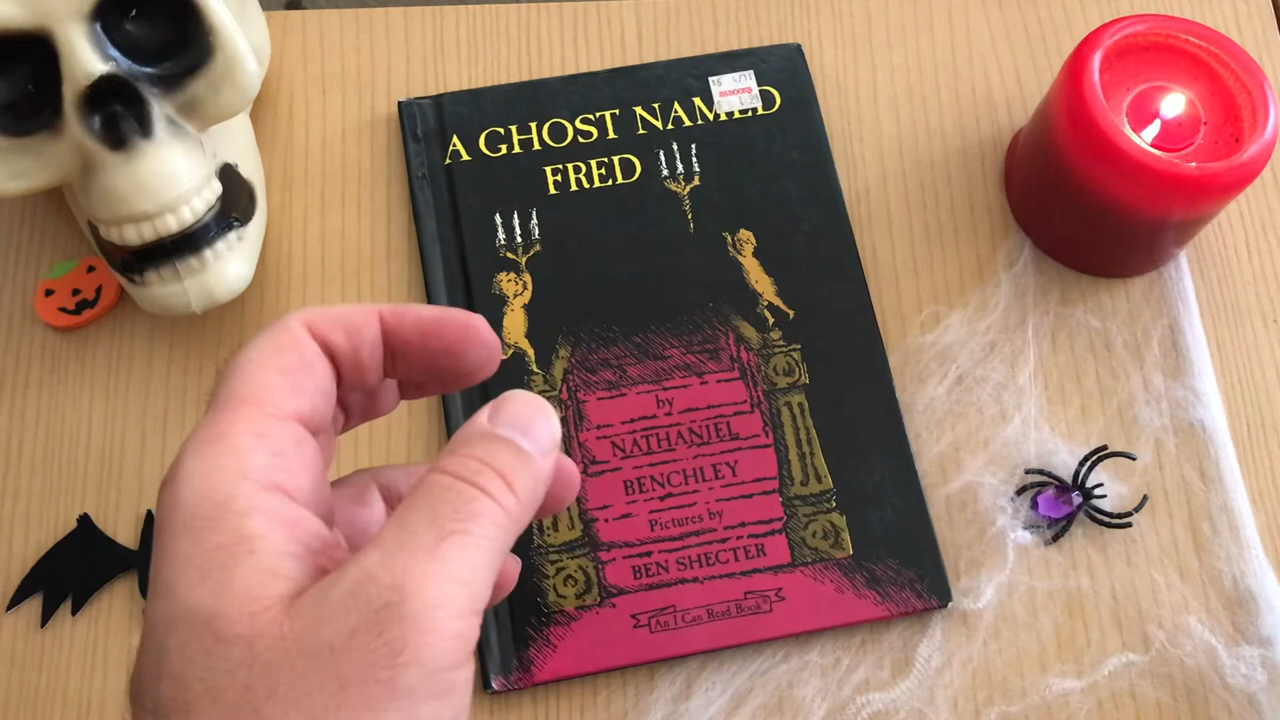 A GHOST NAMED
FRED
by
NATHANIEL
BENCHLEY
Pictures by
BEN SHECTER
An I Can Read Book®